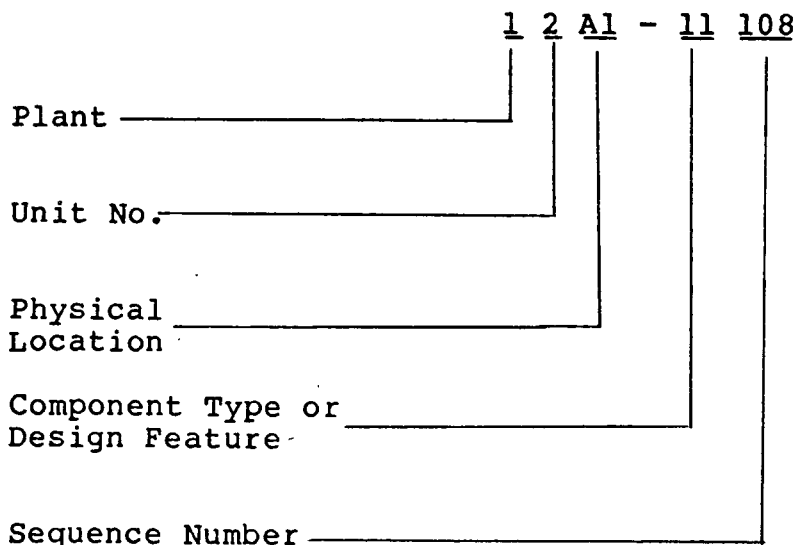 1 2 A1 - 11 108
Plant
Unit No.
Physical
Location
Component Type or
Design Feature
Sequence Number